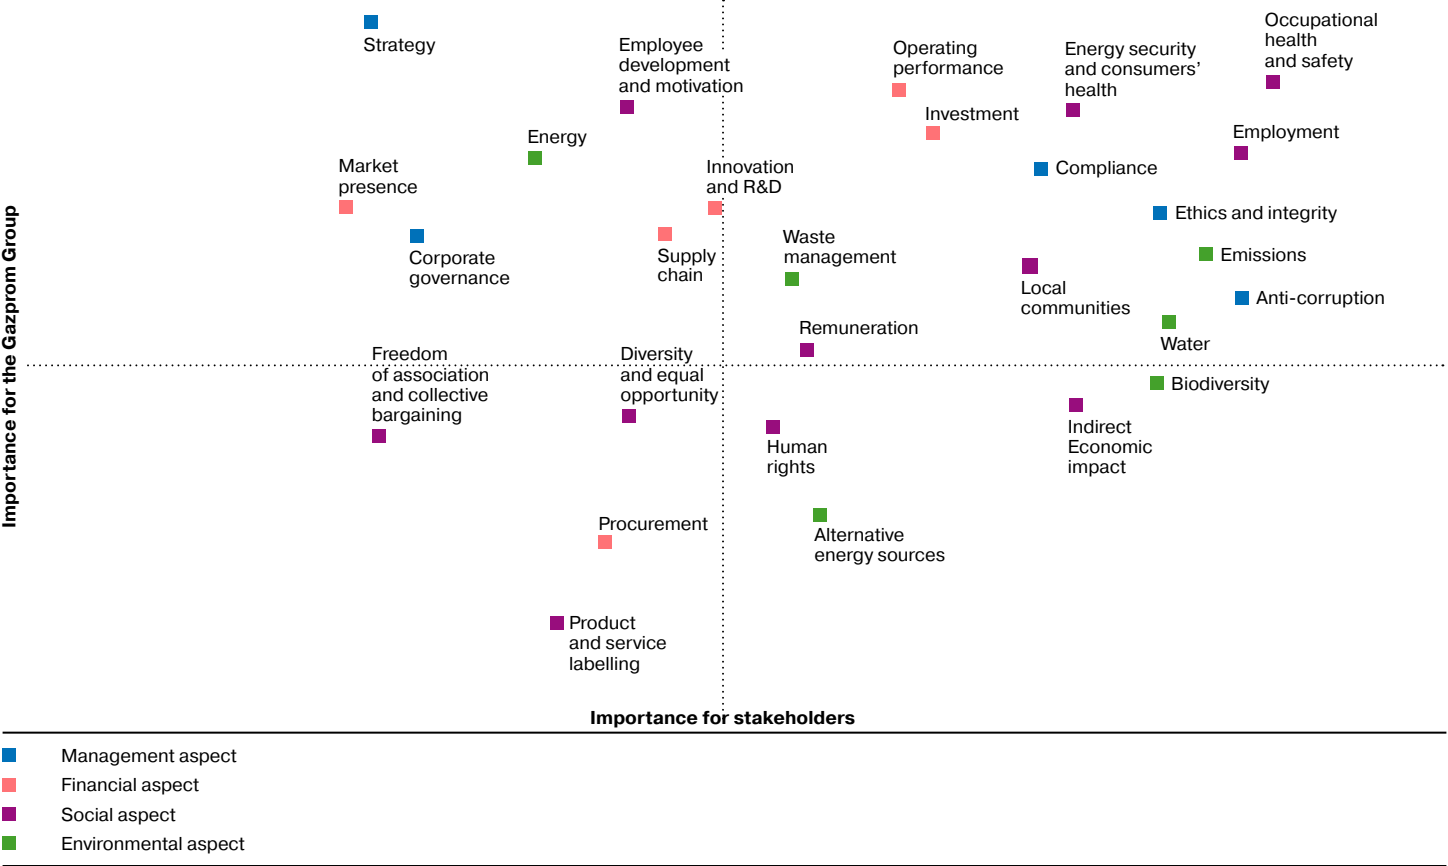 Strategy
Employee
development
and motivation
Operating
performance
Energy security
and consumers’
health
Occupational
health
and safety
Investment
Energy
Employment
Market
presence
Innovation
and R&D
Compliance
Ethics and integrity
Corporate
governance
Supply
chain
Waste
management
Emissions
Local
communities
Anti-corruption
Remuneration
Water
Importance for the Gazprom Group
Freedom
of association
and collective
bargaining
Diversity
and equal
opportunity
Biodiversity
Human
rights
Indirect
Economic
impact
Procurement
Alternative
energy sources
Product
and service
labelling
Importance for stakeholders
Management aspect
Financial aspect
Social aspect
Environmental aspect